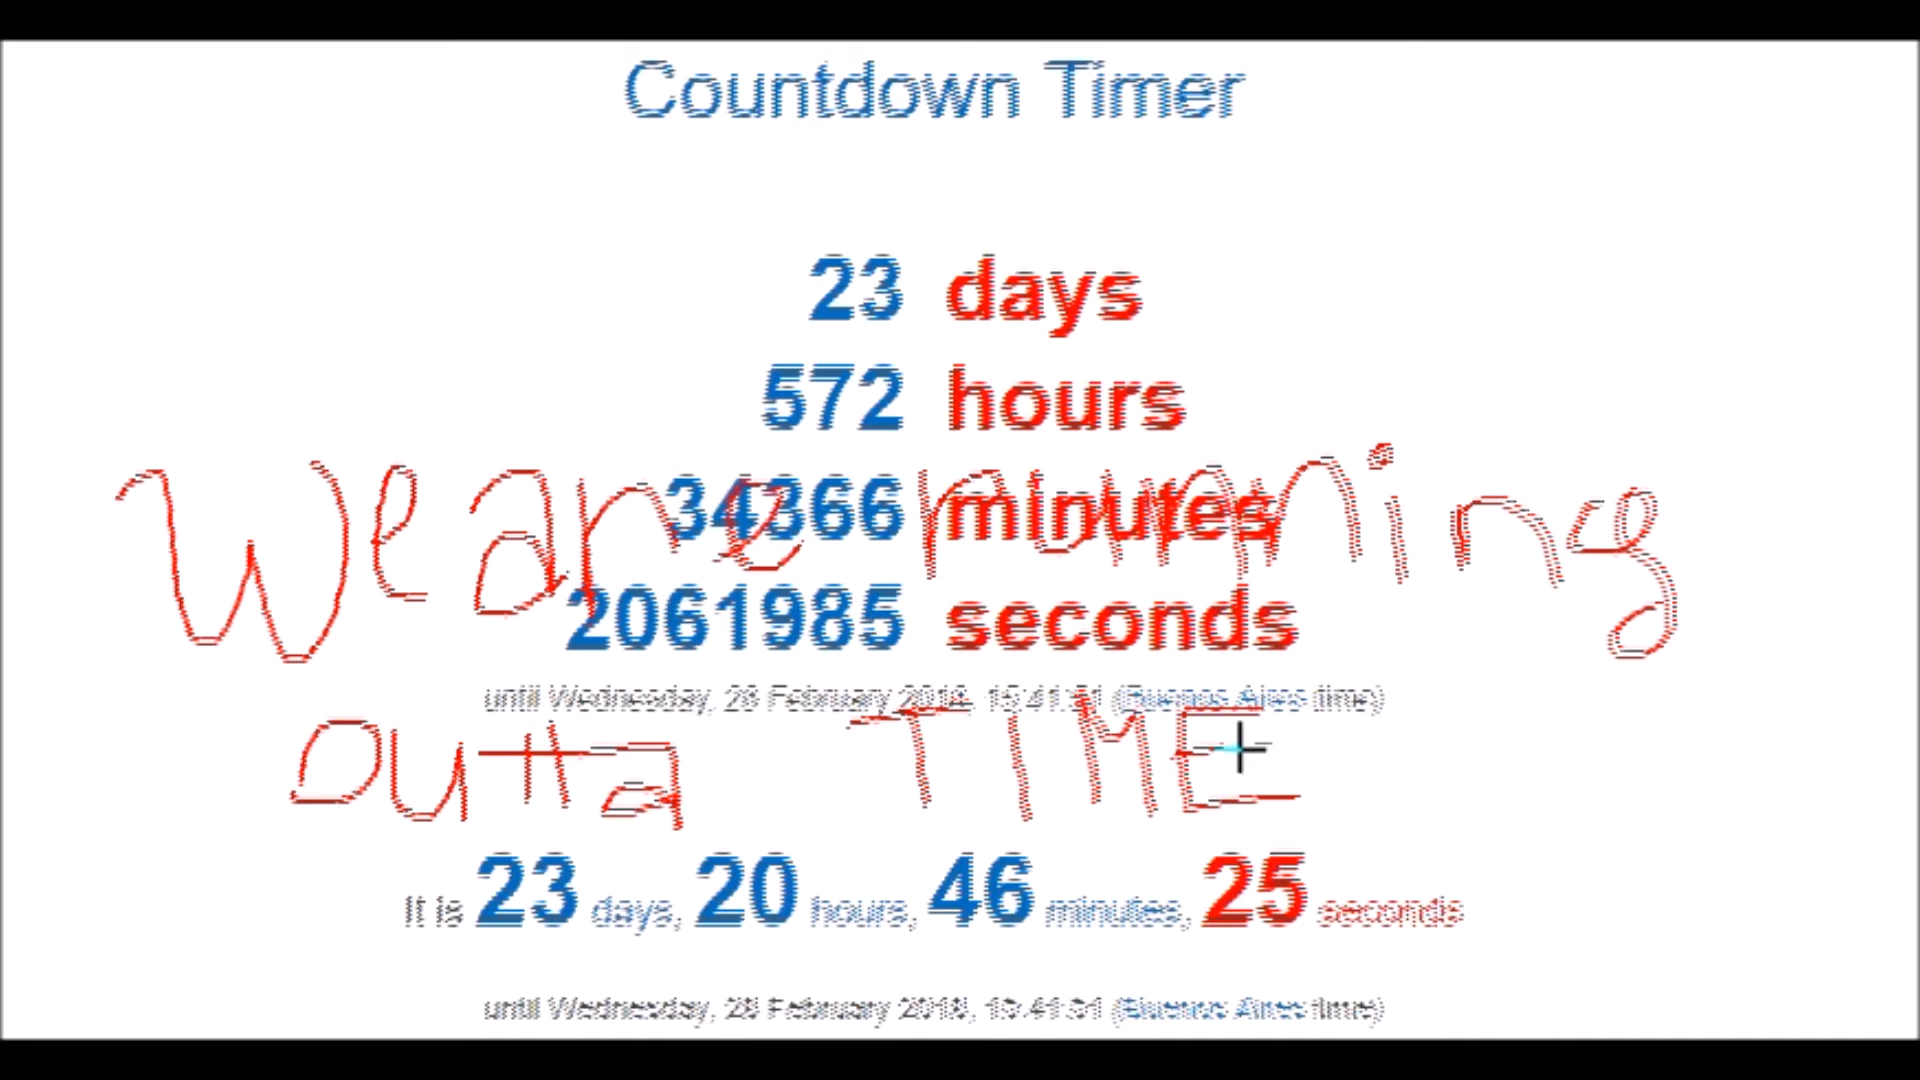 Countdown Timer
23 days
572 hours
34366 minutes
2061985 seconds
We are running
until Wednesday, 28 February 2018, 15:41:51 (Buenos Aires time)
outta TIME
It is 23 days, 20 hours, 46 minutes, 25 seconds
until Wednesday, 28 February 2018, 15:41:51 (Buenos Aires time)